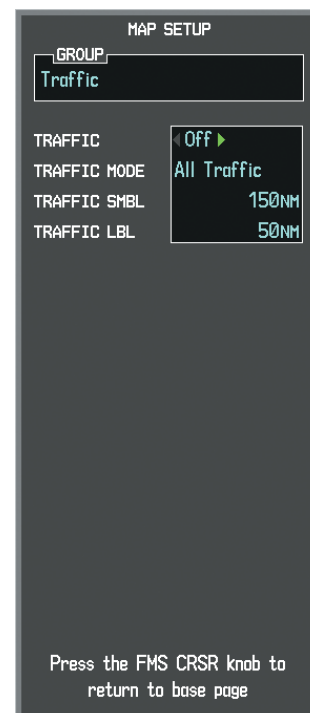 MAP SETUP
GROUP
Traffic
TRAFFIC Off
TRAFFIC MODE All Traffic
TRAFFIC SMBL 150NM
TRAFFIC LBL 50NM
Press the FMS CRSR knob to
return to base page